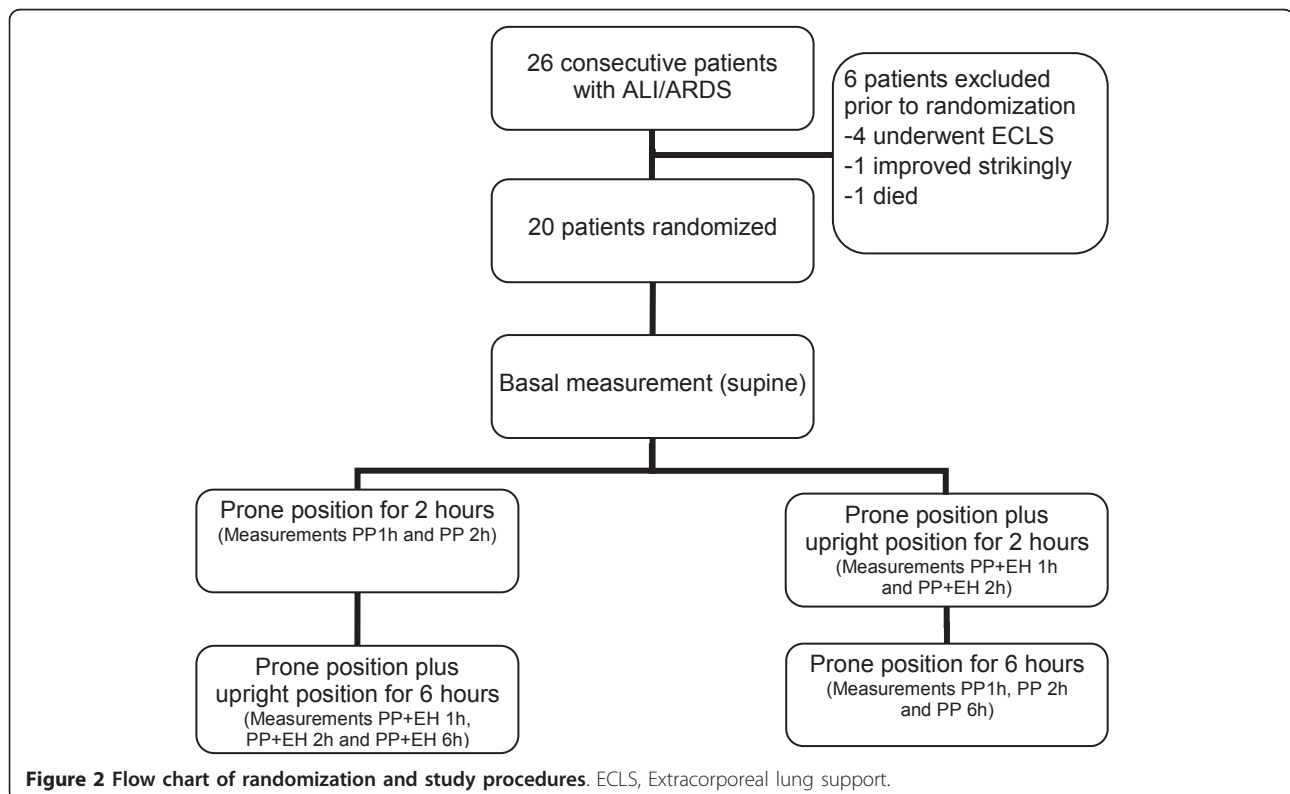 26 consecutive patients
with ALI/ARDS
6 patients excluded
prior to randomization
-4 underwent ECLS
-1 improved strikingly
-1 died
20 patients randomized
Basal measurement (supine)
Prone position for 2 hours
(Measurements PP1h and PP 2h)
Prone position plus
upright position for 2 hours
(Measurements PP+EH 1h
and PP+EH 2h)
Prone position plus
upright position for 6 hours
(Measurements PP+EH 1h,
PP+EH 2h and PP+EH 6h)
Prone position for 6 hours
(Measurements PP1h, PP 2h
and PP 6h)
Figure 2 Flow chart of randomization and study procedures. ECLS, Extracorporeal lung support.